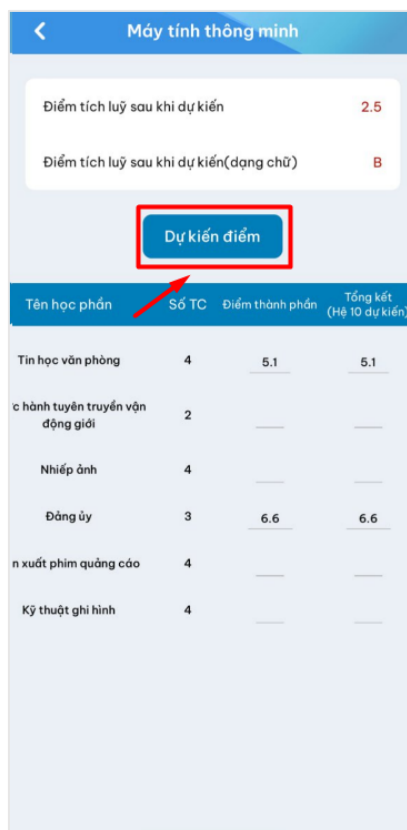 Máy tính thông minh
Điểm tích luỹ sau khi dự kiến 2.5
Điểm tích luỹ sau khi dự kiến(dạng chữ) B
Dự kiến điểm
Tên học phần Số TC Điểm thành phần Tổng kết
(Hệ 10 dự kiến)
Tin học văn phòng 4 5.1 5.1
c hành tuyên truyền vận
động giới 2
Nhiếp ảnh 4
Đảng ủy 3 6.6 6.6
n xuất phim quảng cáo 4
Kỹ thuật ghi hình 4